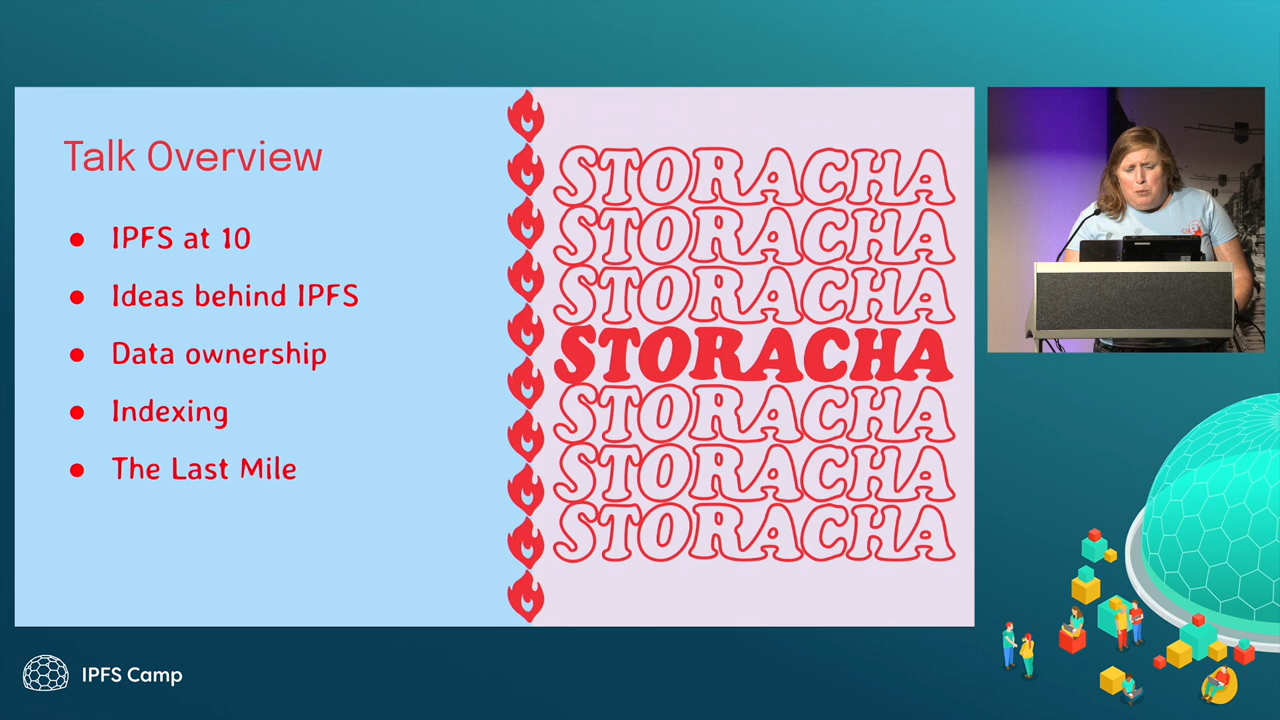 Talk Overview
IPFS at 10
Ideas behind IPFS
Data ownership
Indexing
The Last Mile
STORACHA
STORACHA
STORACHA
STORACHA
STORACHA
STORACHA
STORACHA
IPFS Camp